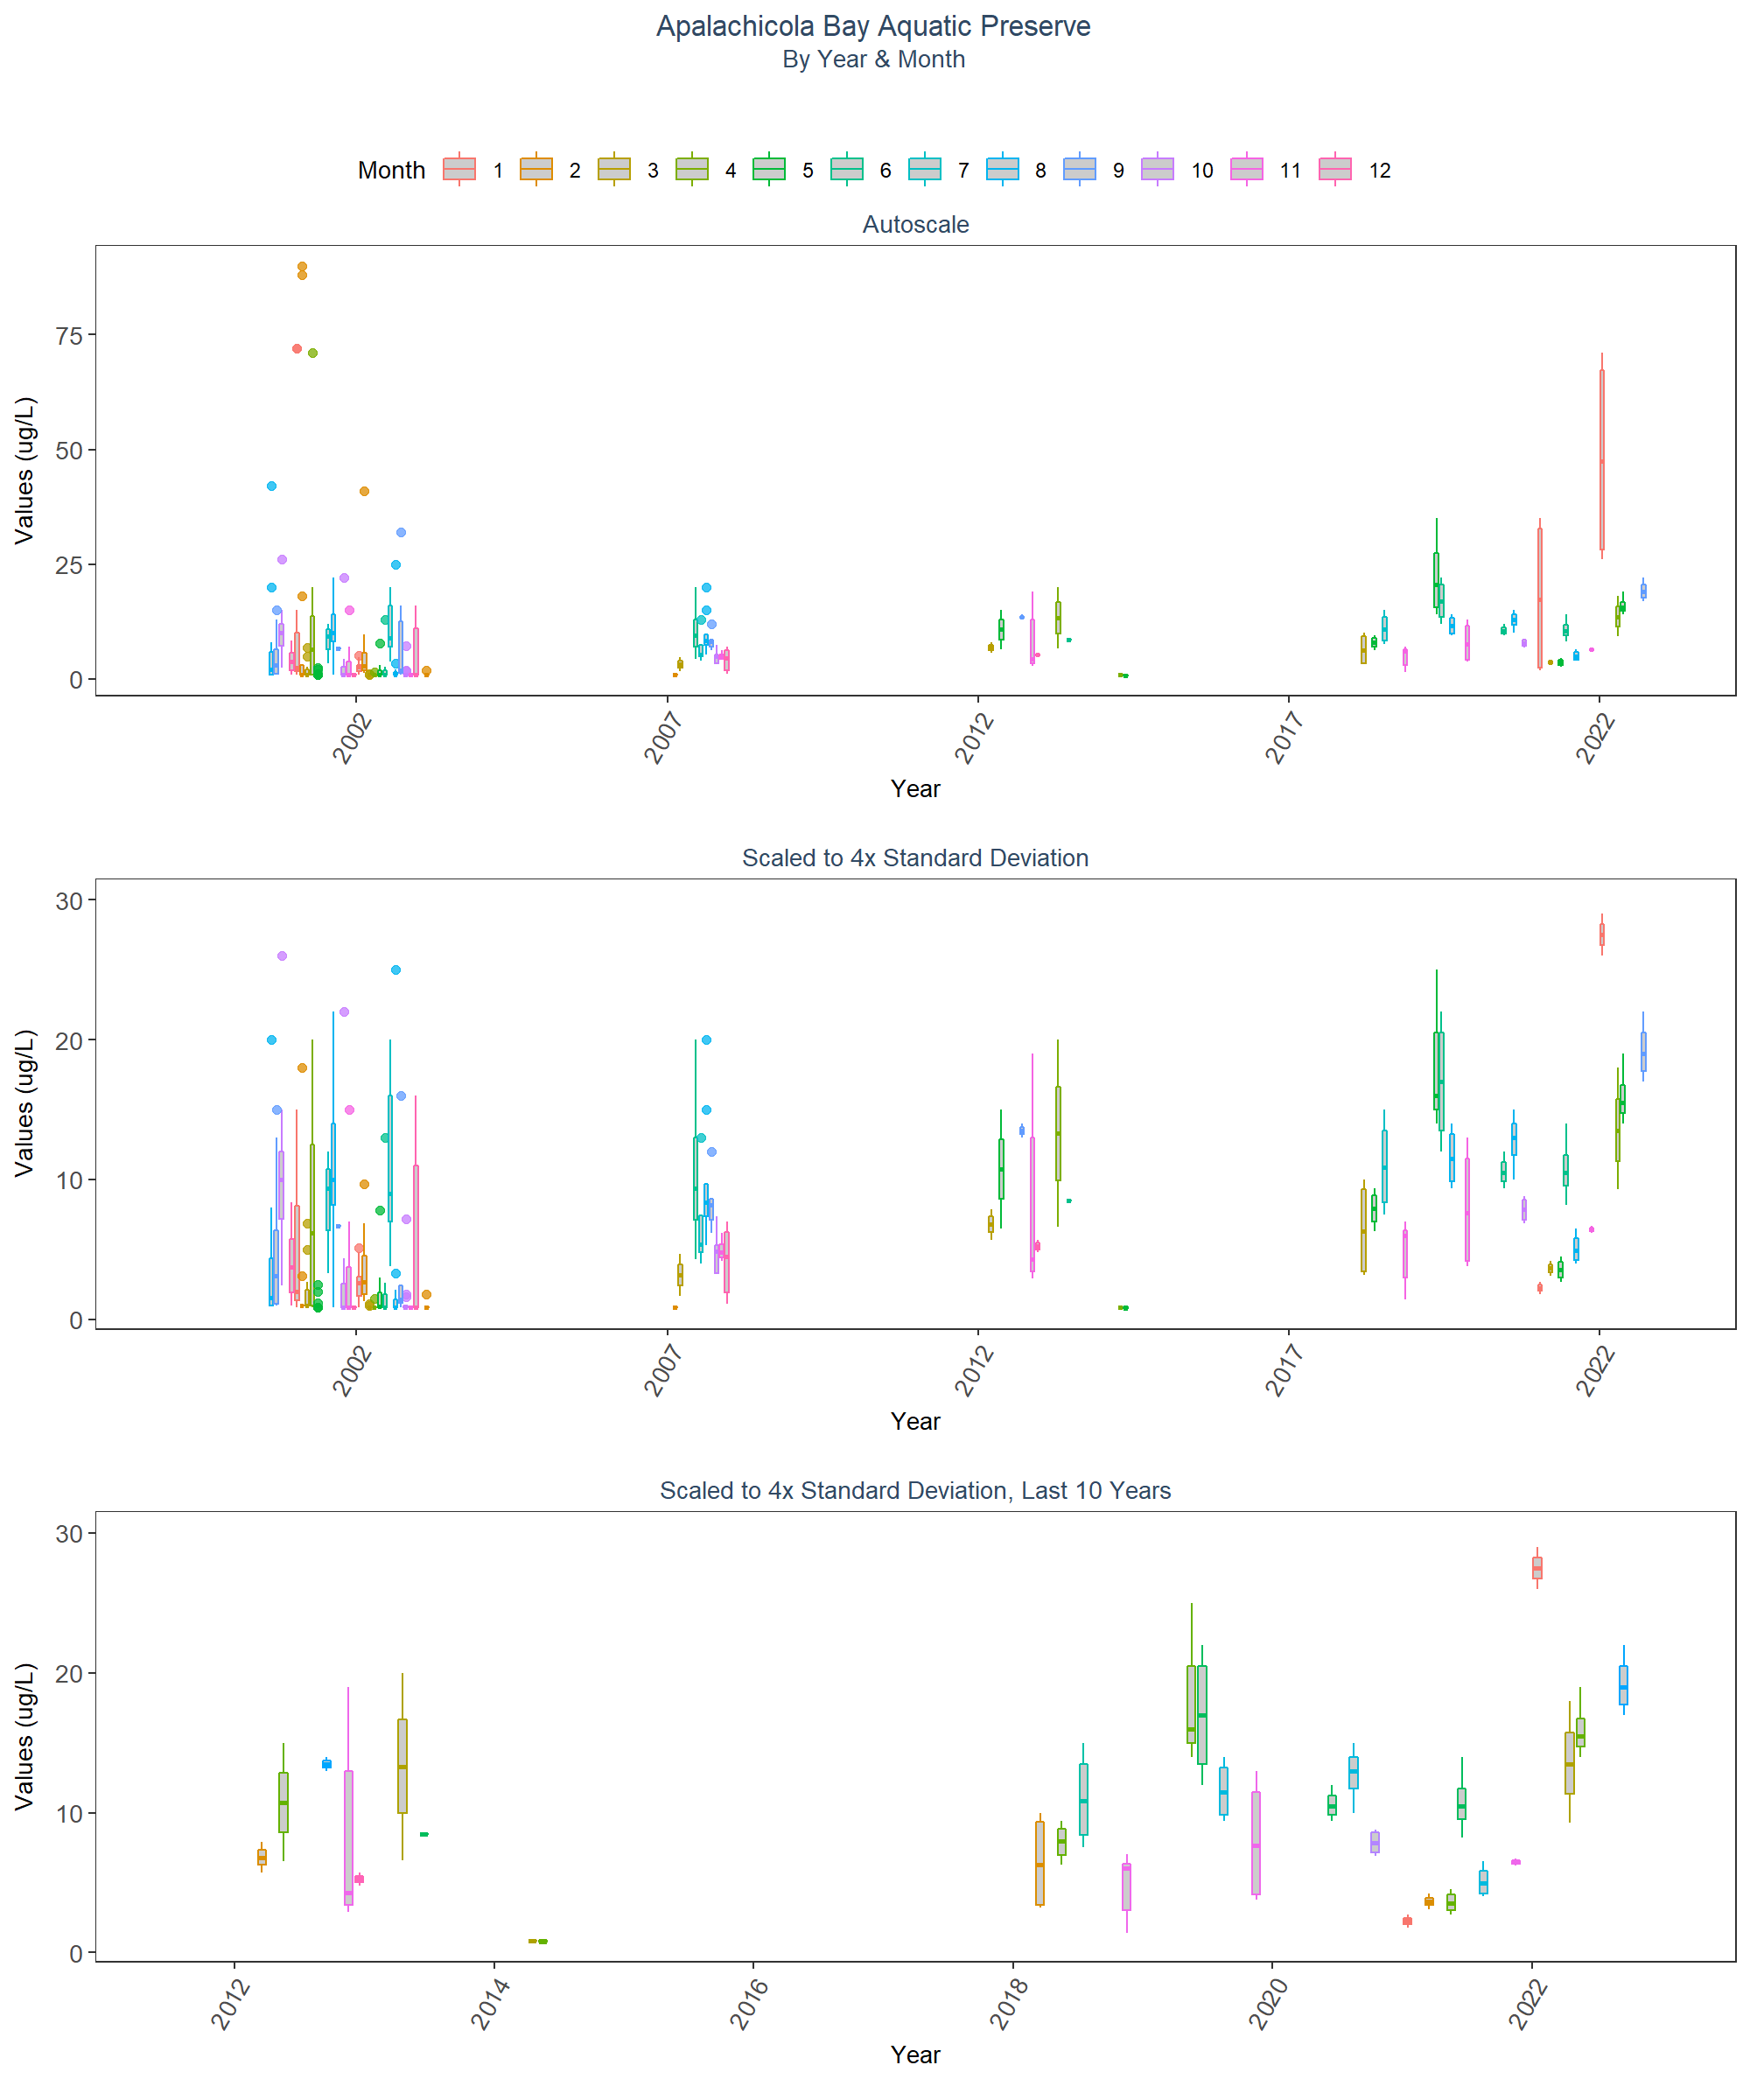 Apalachicola Bay Aquatic Preserve
By Year & Month
Month 1 2 3 4 5 6 7 8 9 10 11 12
Autoscale
Values (ug/L)
75
50
25
0
2002 2007 2012 2017 2022
Year
Scaled to 4x Standard Deviation
Values (ug/L)
30
20
10
0
2002 2007 2012 2017 2022
Year
Scaled to 4x Standard Deviation, Last 10 Years
Values (ug/L)
30
20
10
0
2012 2014 2016 2018 2020 2022
Year